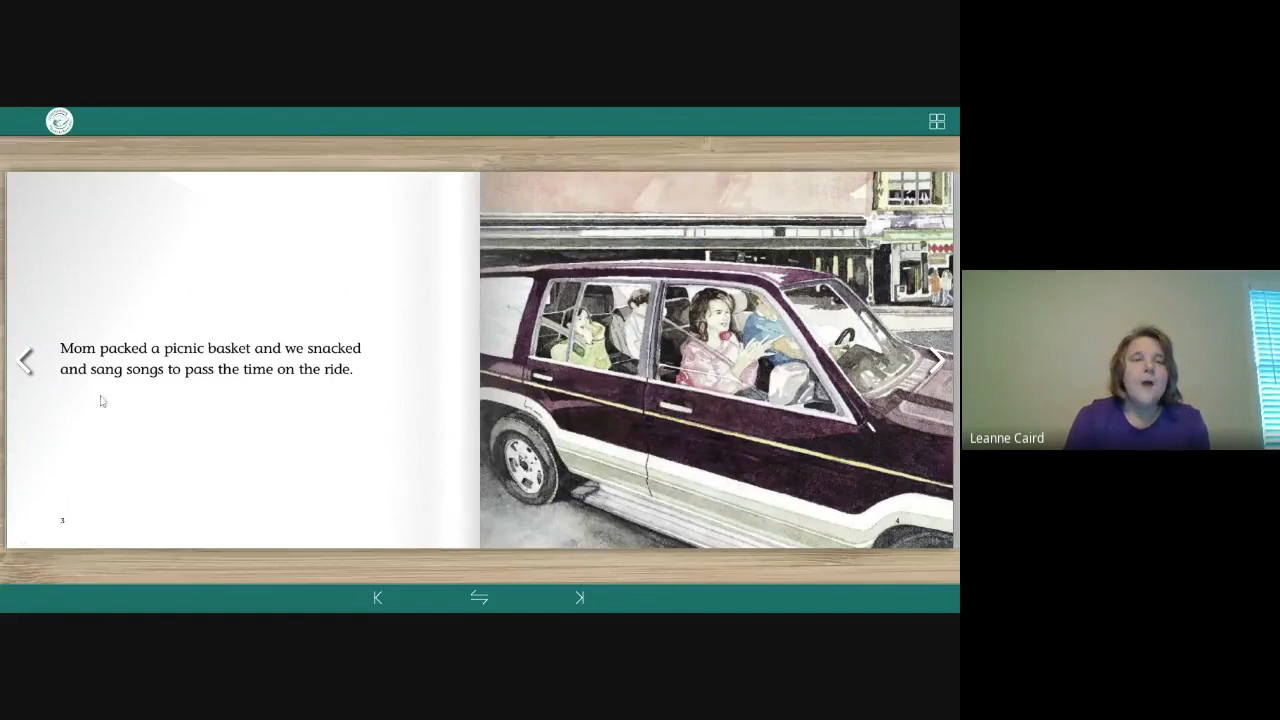 Mom packed a picnic basket and we snacked
and sang songs to pass the time on the ride.
3
4
Leanne Caird